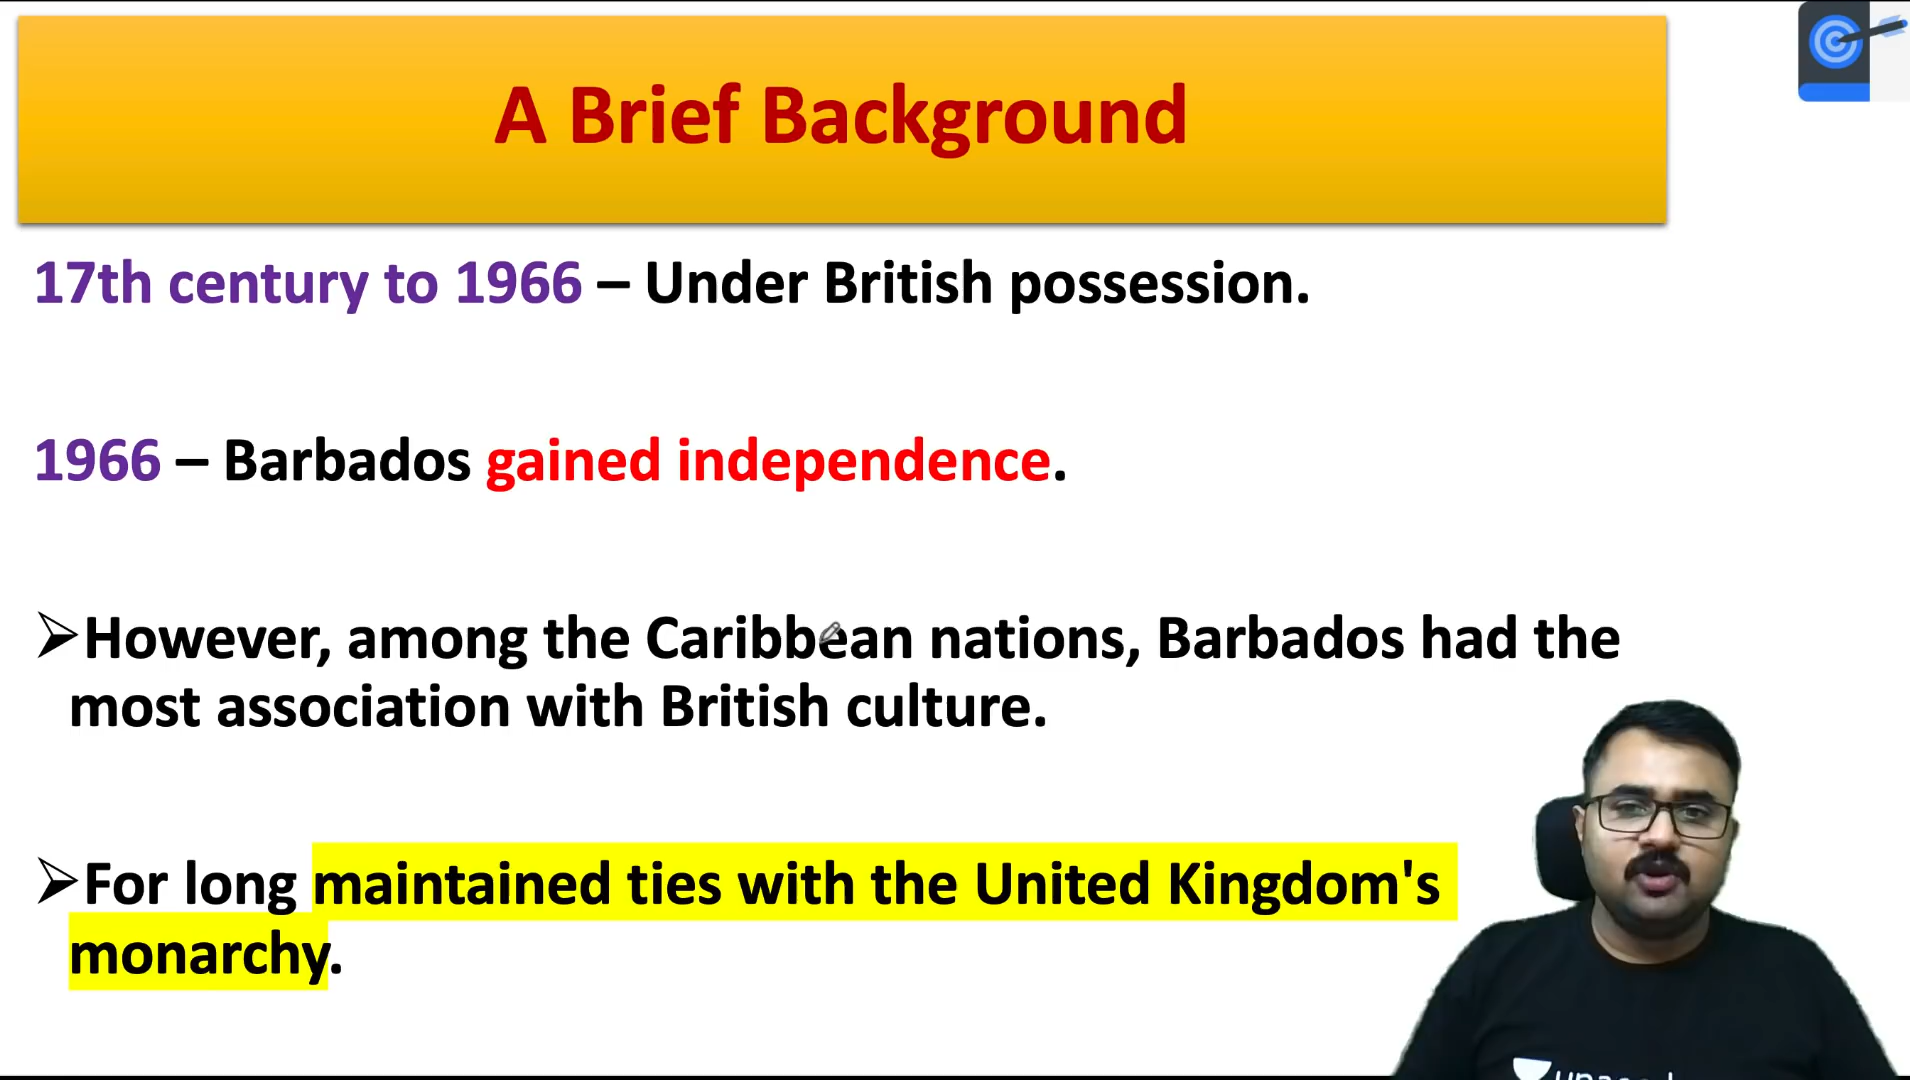 A Brief Background
17th century to 1966 – Under British possession.
1966 – Barbados gained independence.
However, among the Caribbean nations, Barbados had the
most association with British culture.
For long maintained ties with the United Kingdom's
monarchy.